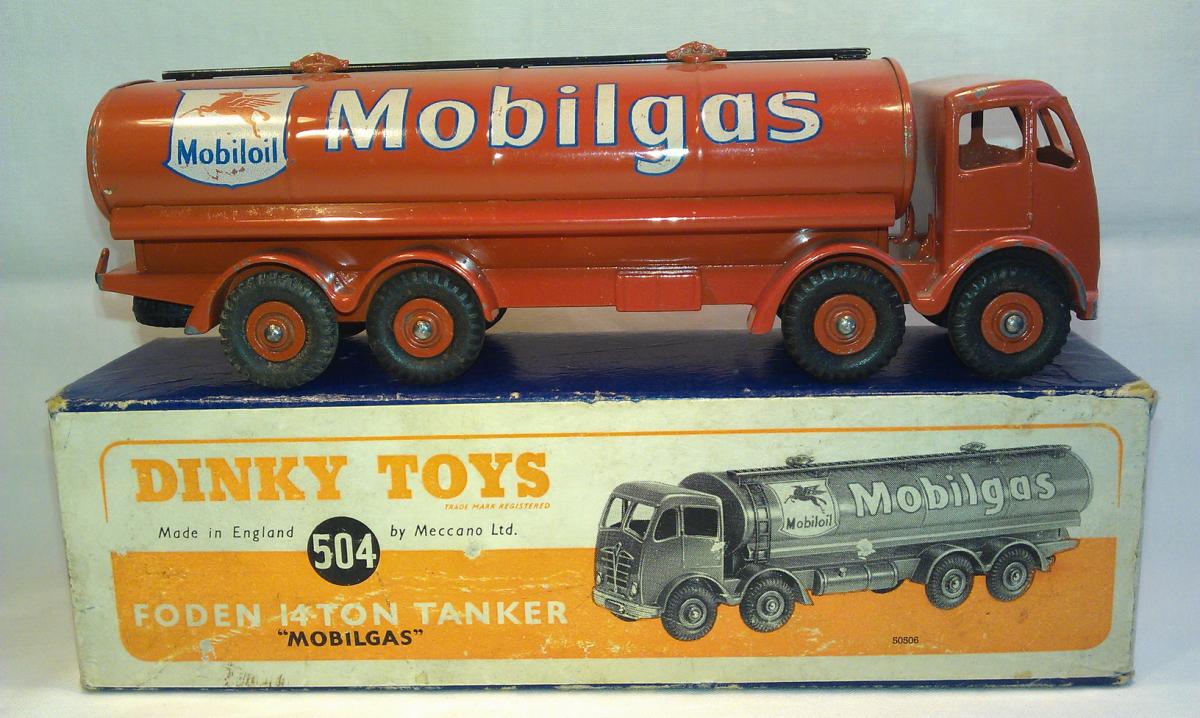 Mobiloil
Mobilgas
DINKY TOYS
TRADE MARK REGISTERED
Made in England
504
by Meccano Ltd.
FODEN 14-TON TANKER
"MOBILGAS"
Mobiloil
Mobilgas
50506